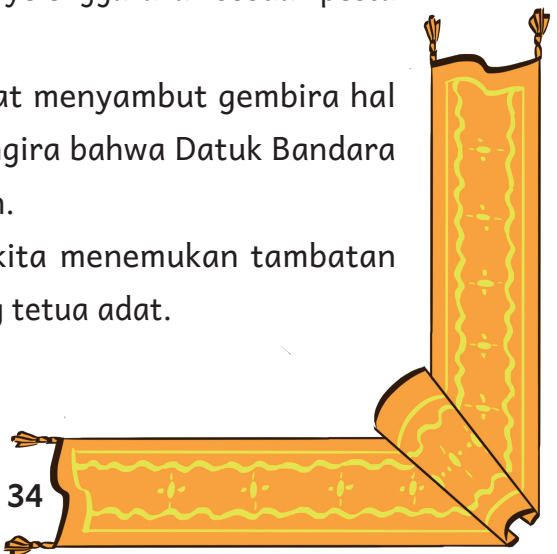 at menyambut gembira hal
ngira bahwa Datuk Bandara
kita menemukan tambatan
tetua adat.
34